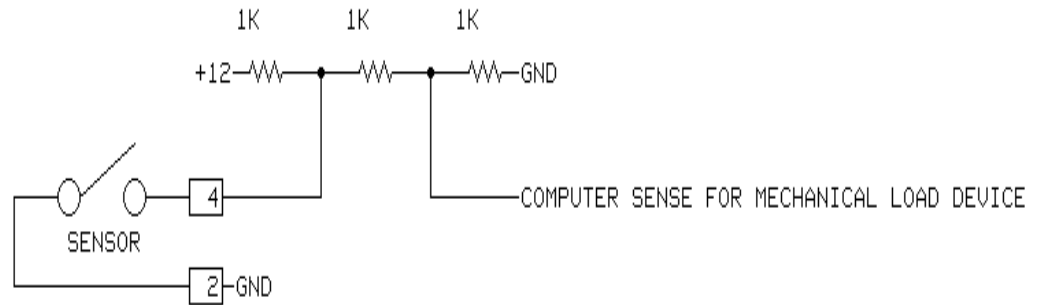 1K 1K 1K
+12 GND
4
COMPUTER SENSE FOR MECHANICAL LOAD DEVICE
SENSOR
2 GND